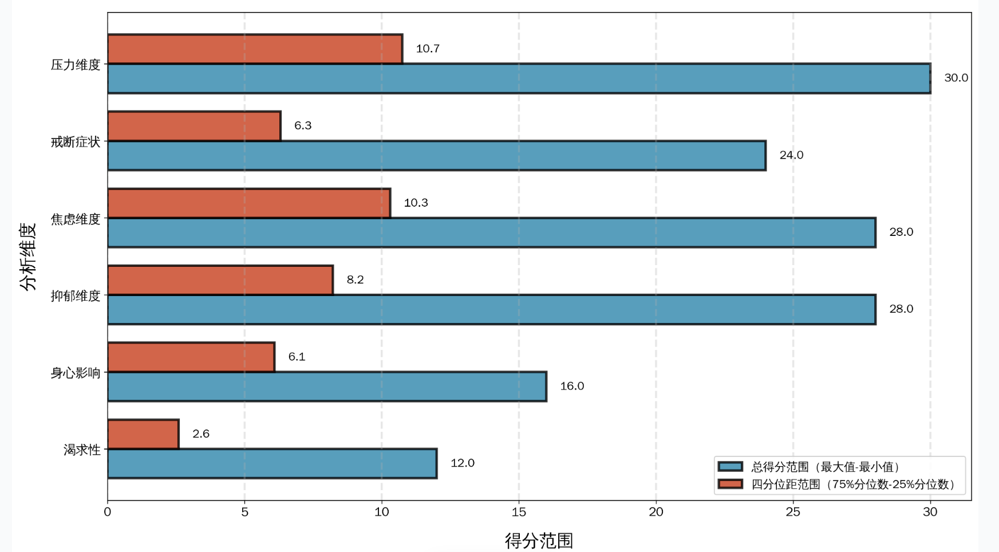 压力维度
10.7
30.0
戒断症状
6.3
24.0
焦虑维度
10.3
28.0
抑郁维度
8.2
28.0
身心影响
6.1
16.0
渴求性
2.6
12.0
分析维度
总得分范围（最大值-最小值）
四分位距范围（75%分位数-25%分位数）
0 5 10 15 20 25 30
得分范围